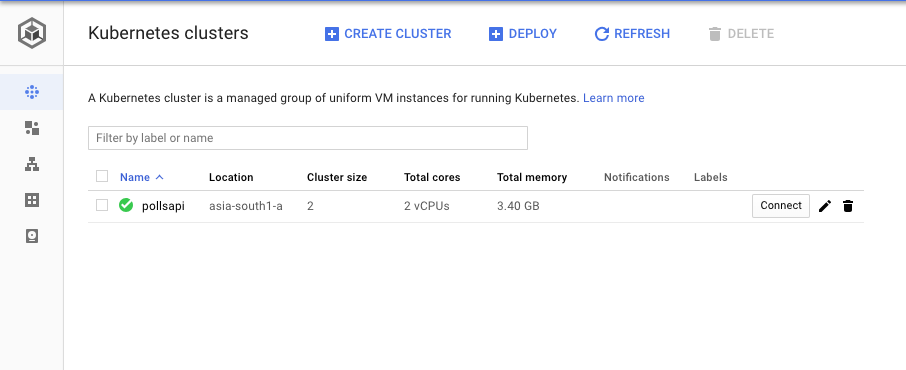 Kubernetes clusters CREATE CLUSTER DEPLOY REFRESH DELETE
A Kubernetes cluster is a managed group of uniform VM instances for running Kubernetes. Learn more
Filter by label or name
Name Location Cluster size Total cores Total memory Notifications Labels
pollsapi asia-south1-a 2 2 vCPUs 3.40 GB Connect